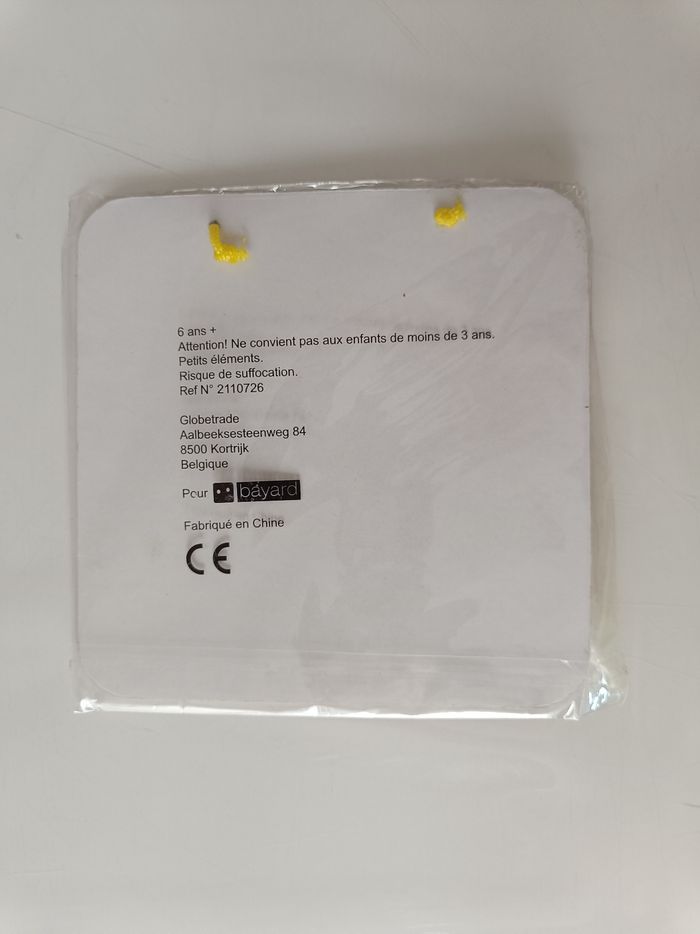 6 ans +
Attention! Ne convient pas aux enfants de moins de 3 ans.
Petits éléments.
Risque de suffocation.
Ref N° 2110726
Globetrade
Aalbeeksesteenweg 84
8500 Kortrijk
Belgique
Pour bayard
Fabriqué en Chine
CE